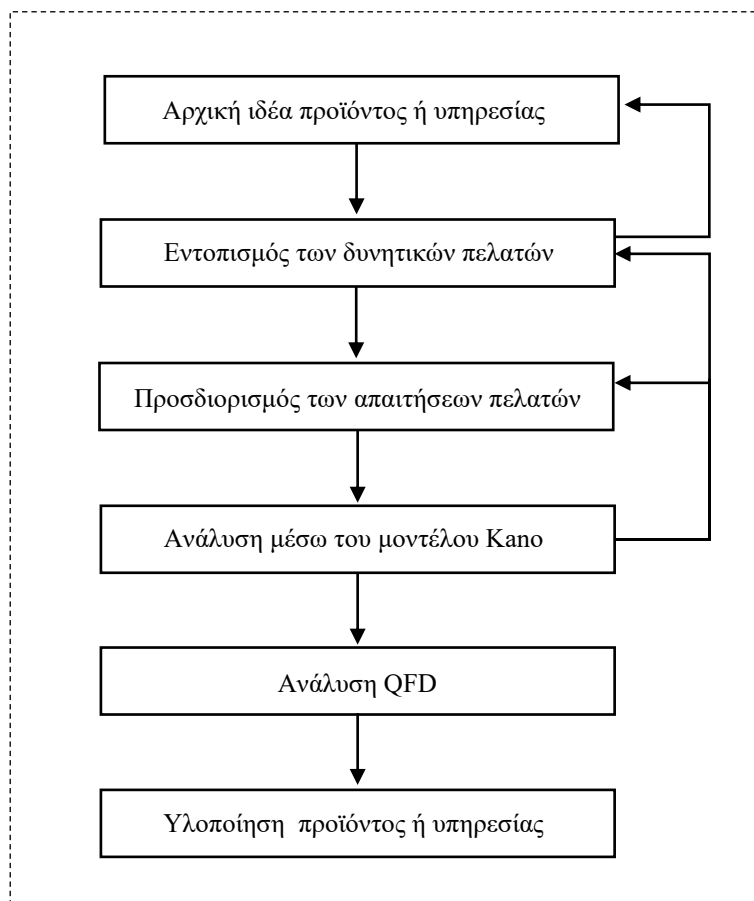 Αρχική ιδέα προϊόντος ή υπηρεσίας
Εντοπισμός των δυνητικών πελατών
Προσδιορισμός των απαιτήσεων πελατών
Ανάλυση μέσω του μοντέλου Kano
Ανάλυση QFD
Υλοποίηση προϊόντος ή υπηρεσίας